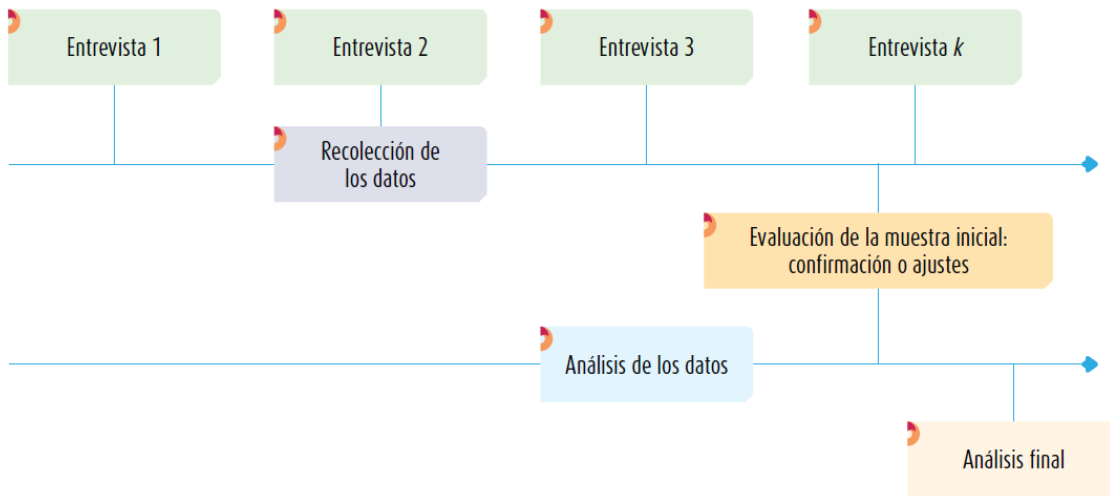 Entrevista 1
Entrevista 2
Entrevista 3
Entrevista k
Recolección de
los datos
Evaluación de la muestra inicial:
confirmación o ajustes
Análisis de los datos
Análisis final